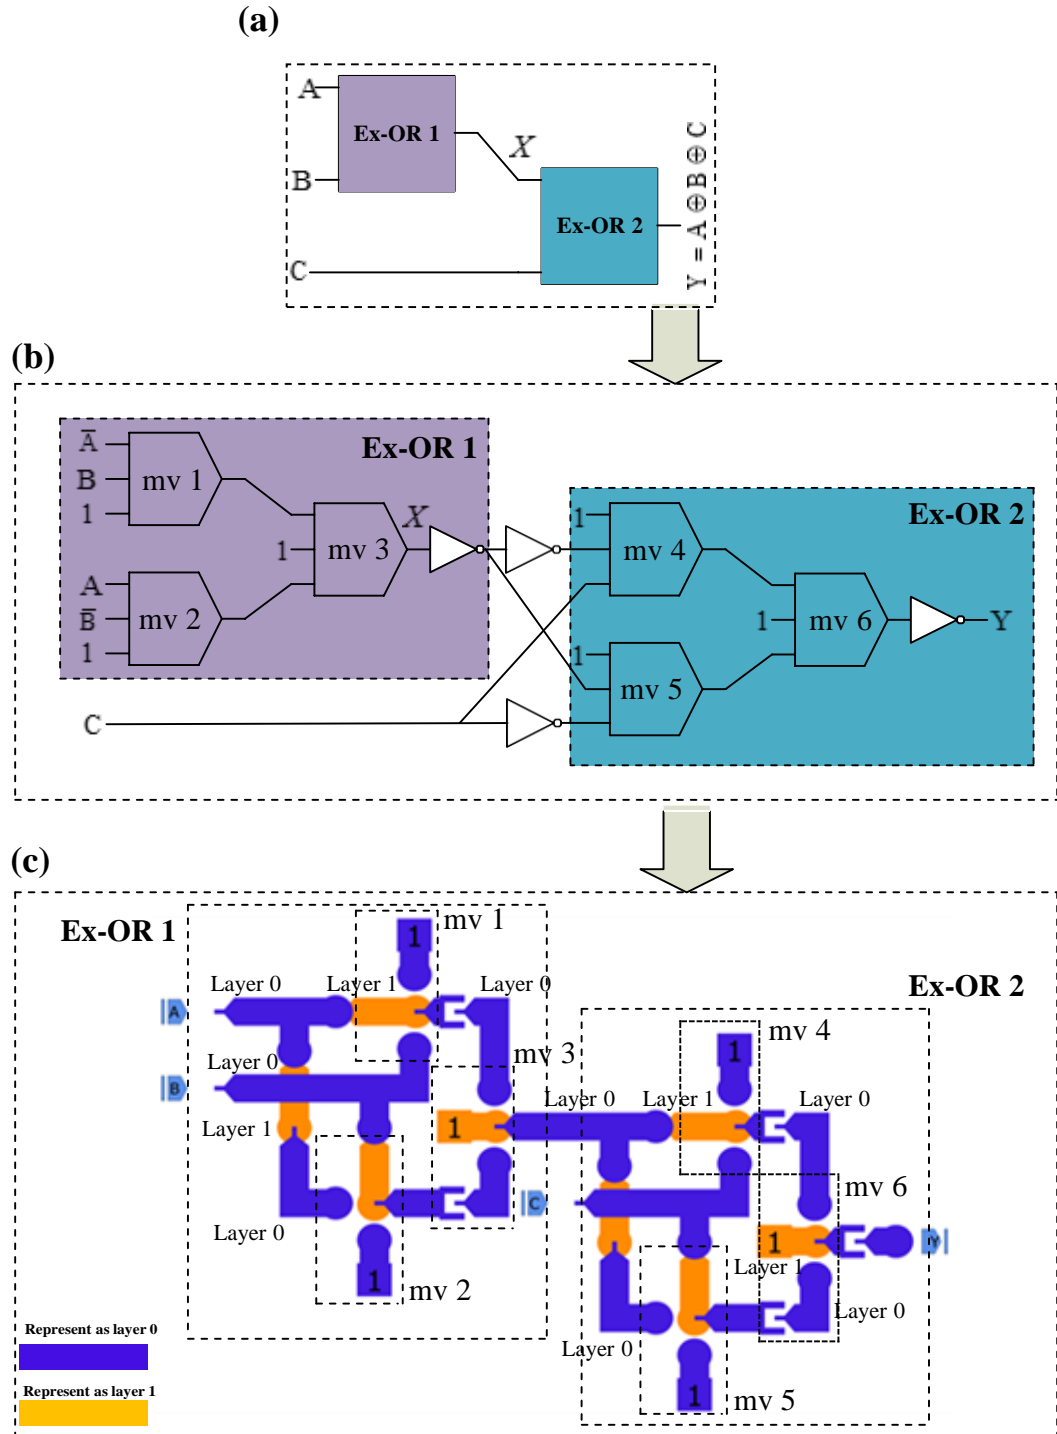 (a)
A
Ex-OR 1
X
B
Ex-OR 2
C
Y = A ⊕ B ⊕ C
(b)
Ex-OR 1
A̅
B
1
mv 1
X
1
mv 3
A
B̅
1
mv 2
C
Ex-OR 2
1
mv 4
1
mv 5
1
mv 6
Y
(c)
Ex-OR 1
mv 1
1
Layer 0
Layer 1
Layer 0
A
Ex-OR 2
Layer 0
mv 3
B
Layer 1
1
Layer 0
C
Layer 0
1
mv 2
mv 4
1
Layer 1
Layer 0
mv 6
1
Y
Layer 1
Layer 0
Layer 0
1
mv 5
Represent as layer 0
Represent as layer 1